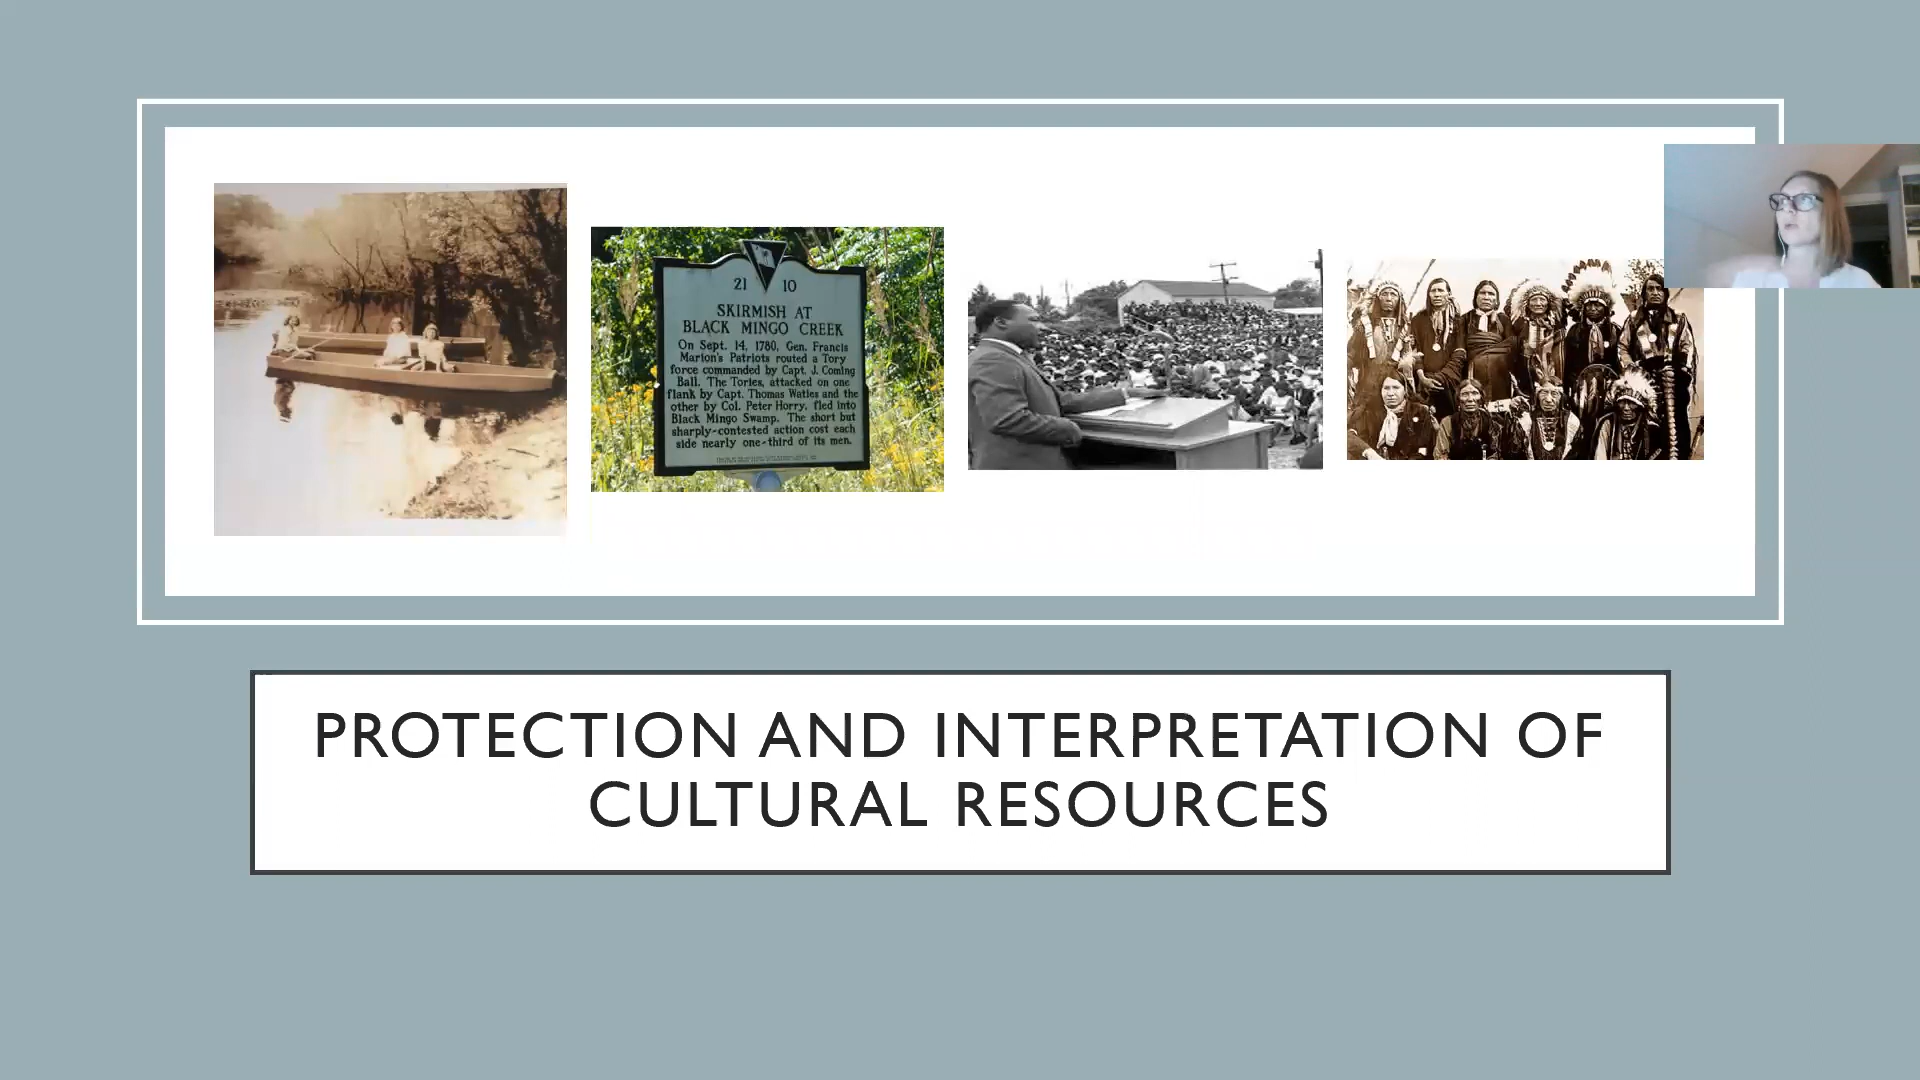 21 10
SKIRMISH AT
BLACK MINGO CREEK
On Sept. 14, 1780, Gen. Francis
Marion's Patriots routed a Tory
force commanded by Capt. J. Coming
Ball. The Tories, attacked on one
flank by Capt. Thomas Waties and the
other by Col. Peter Horry, fled into
Black Mingo Swamp. The short but
sharply-contested action cost each
side nearly one-third of its men.
PROTECTION AND INTERPRETATION OF
CULTURAL RESOURCES